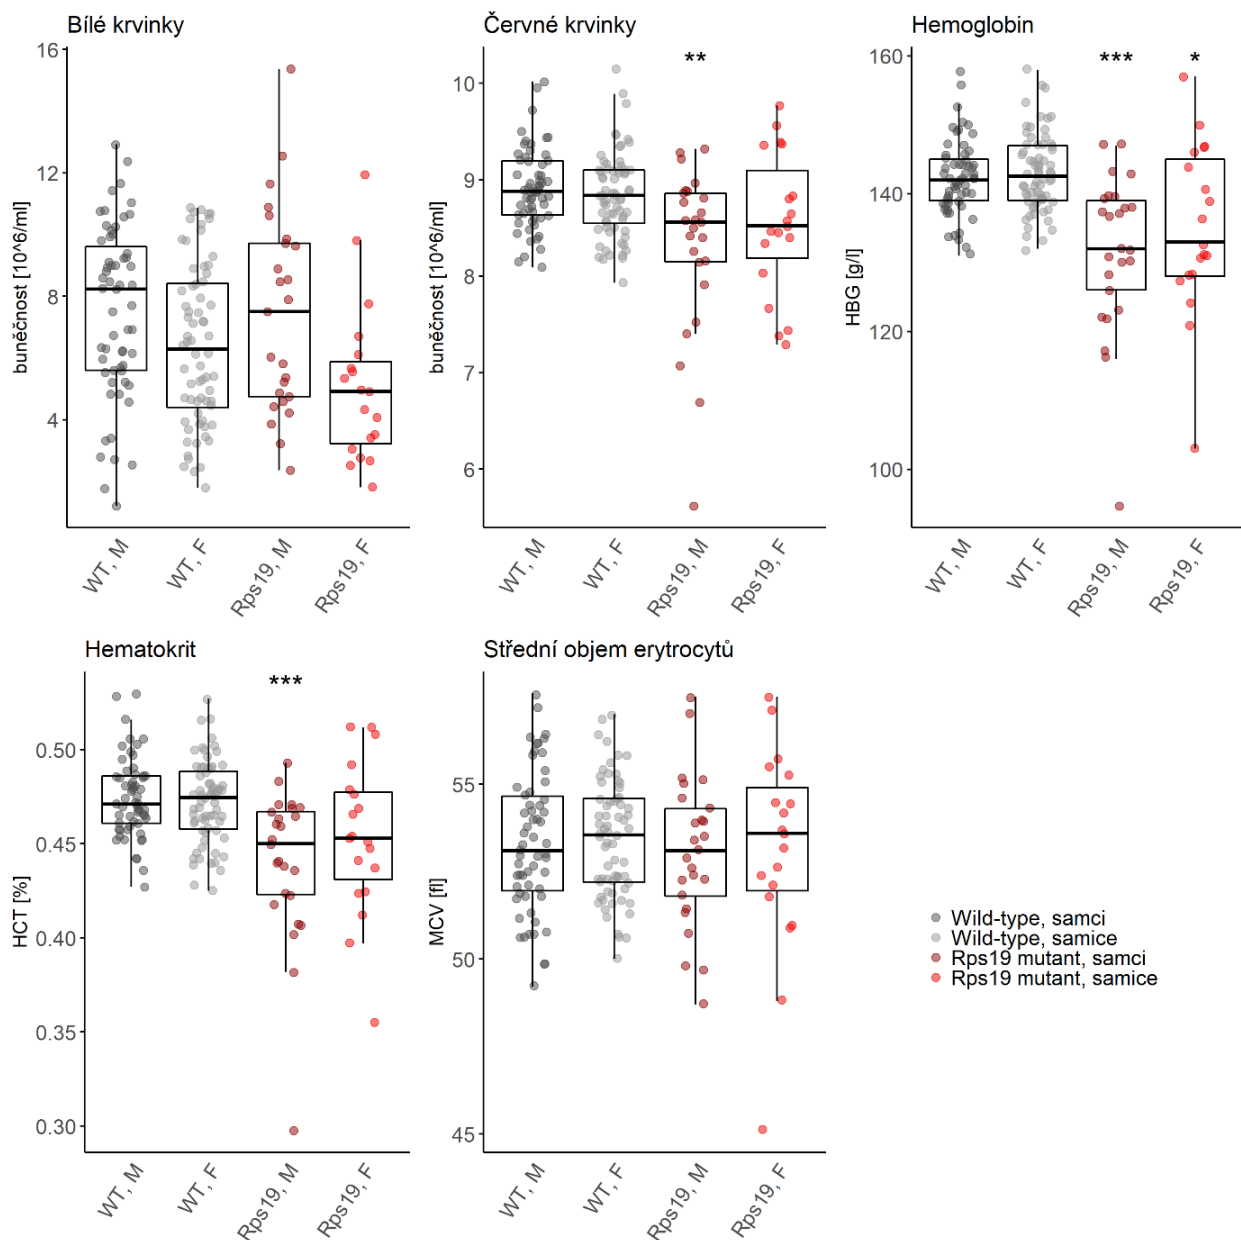 Bílé krvinky
buněčnost [10^6/ml]
16
12
8
4
WT, M
WT, F
Rps19, M
Rps19, F
Červné krvinky
buněčnost [10^6/ml]
10
9
8
7
6
**
WT, M
WT, F
Rps19, M
Rps19, F
Hemoglobin
HBG [g/l]
160
140
120
100
***
*
WT, M
WT, F
Rps19, M
Rps19, F
Hematokrit
HCT [%]
0.50
0.45
0.40
0.35
0.30
***
WT, M
WT, F
Rps19, M
Rps19, F
Střední objem erytrocytů
MCV [fl]
55
50
45
WT, M
WT, F
Rps19, M
Rps19, F
Wild-type, samci
Wild-type, samice
Rps19 mutant, samci
Rps19 mutant, samice